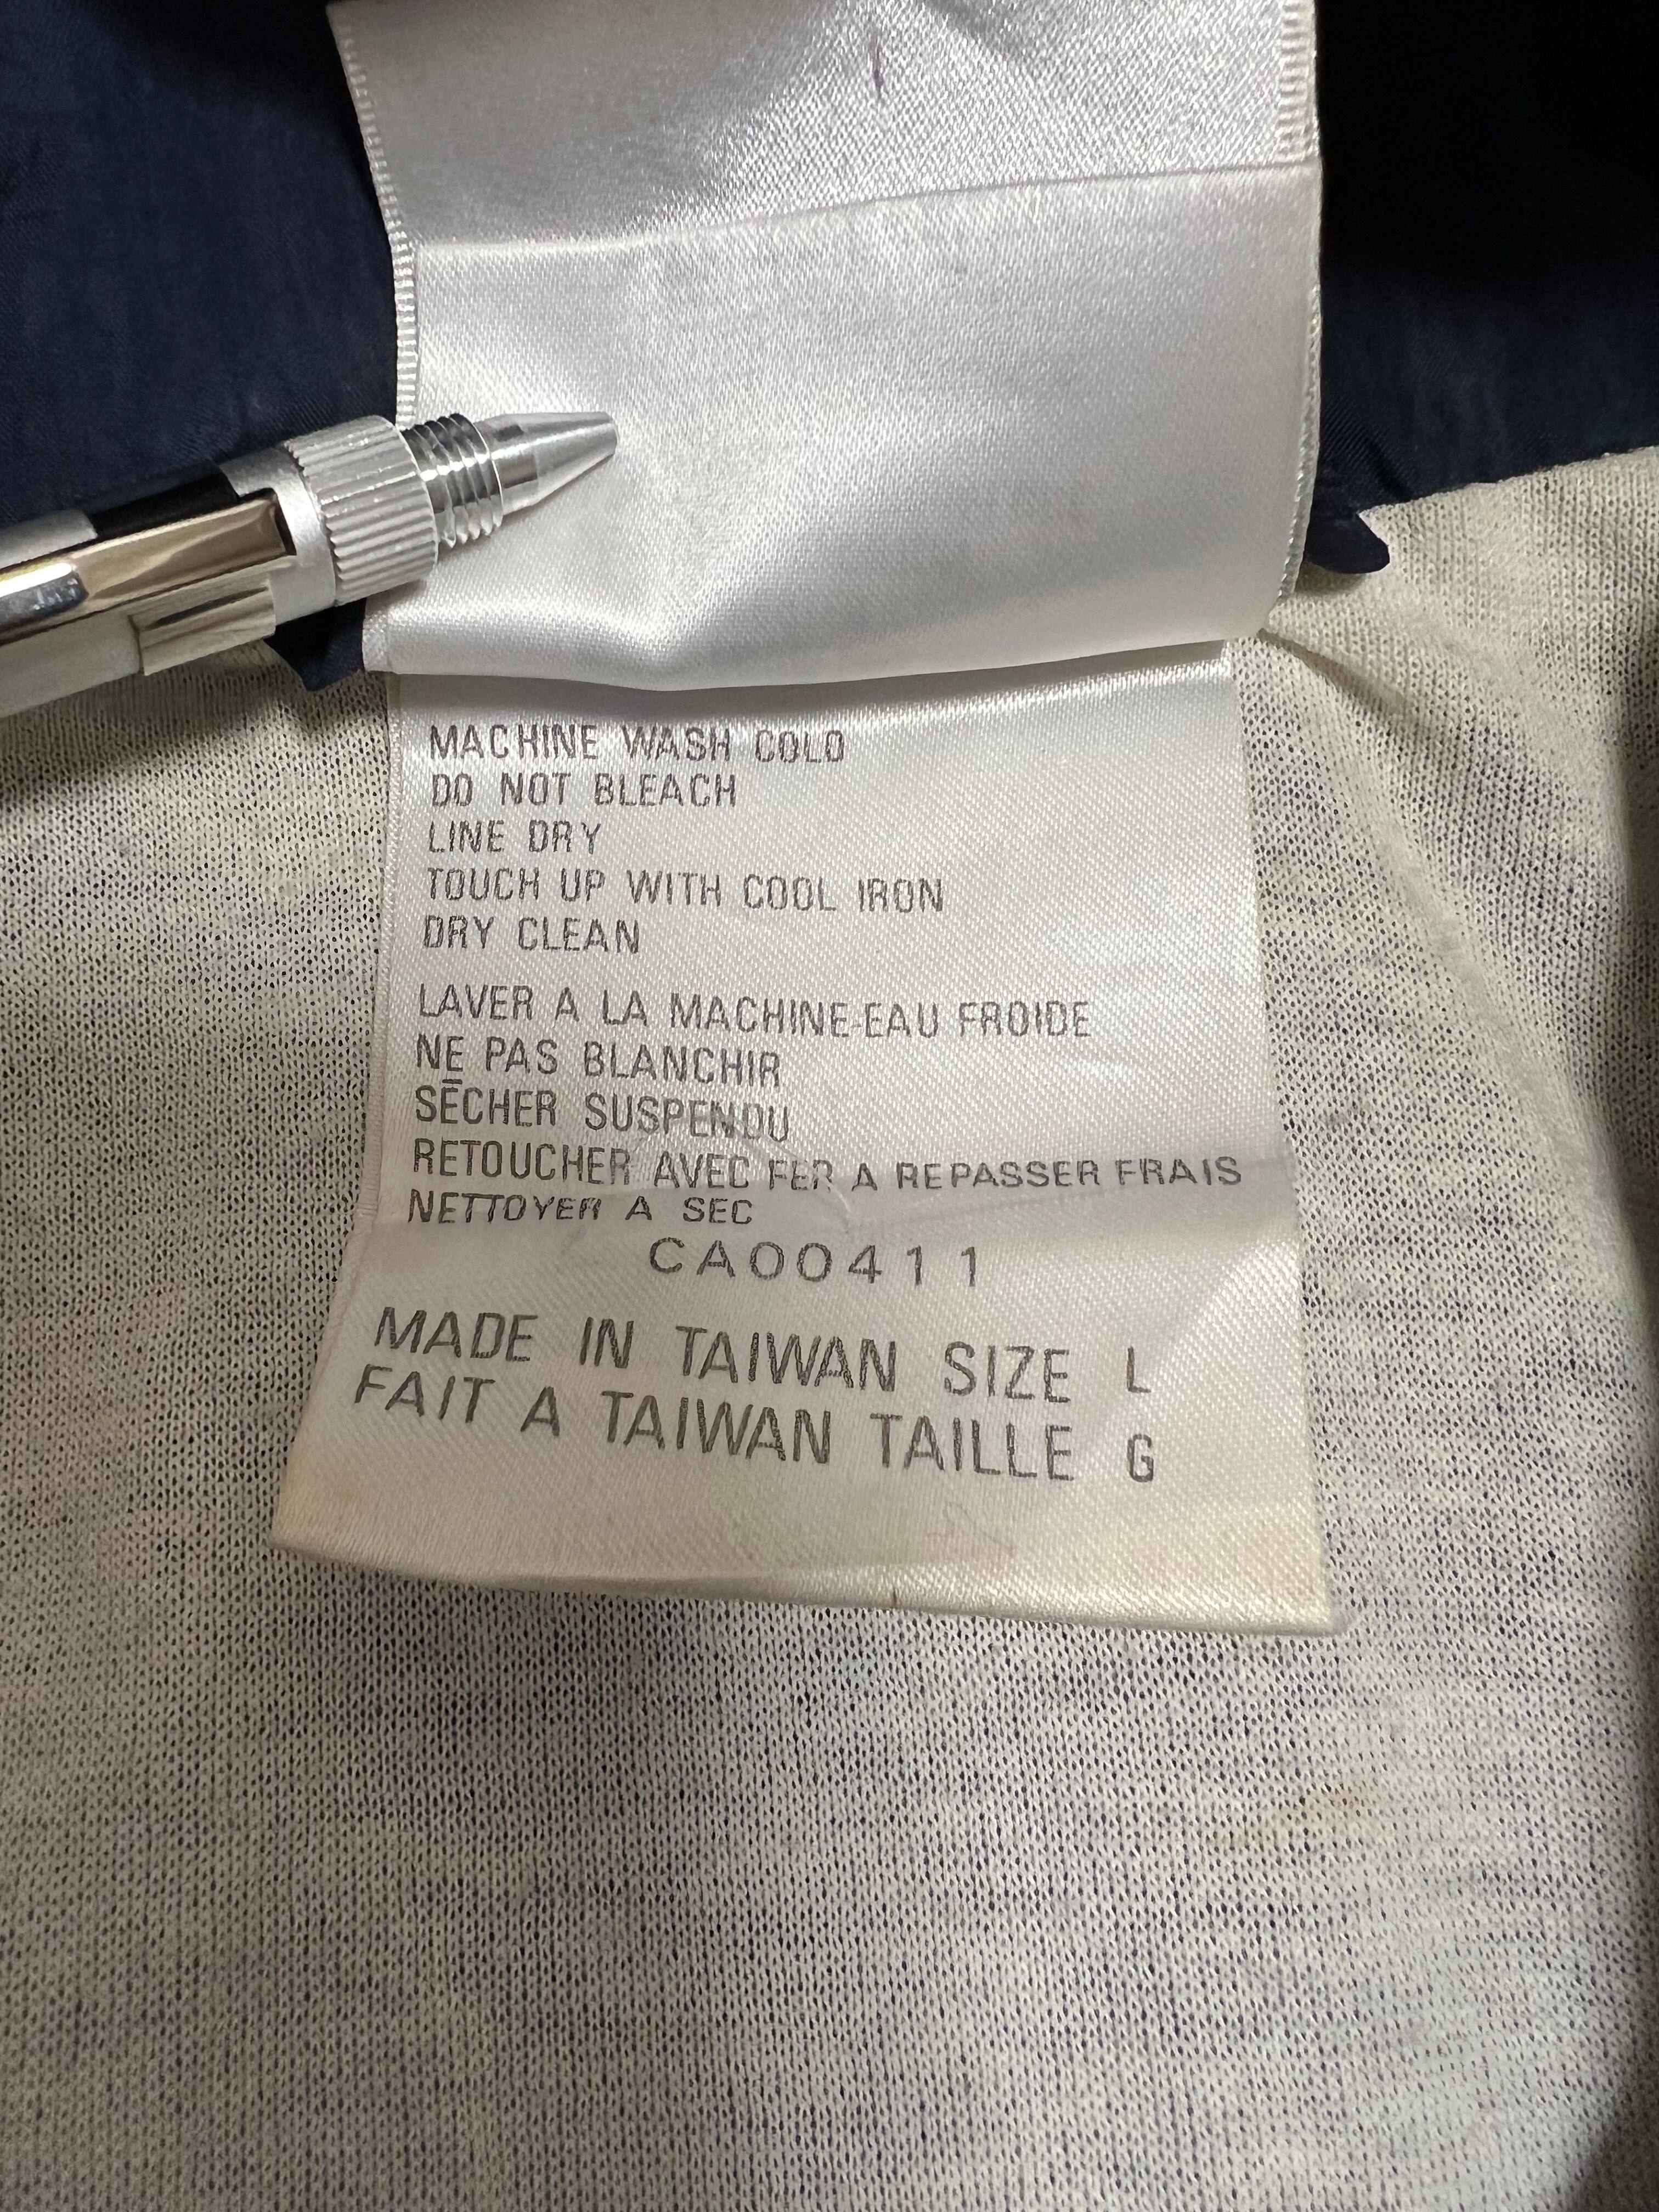 MACHINE WASH COLD
DO NOT BLEACH
LINE DRY
TOUCH UP WITH COOL IRON
DRY CLEAN
LAVER A LA MACHINE-EAU FROIDE
NE PAS BLANCHIR
SĒCHER SUSPENDU
RETOUCHER AVEC FER A REPASSER FRAIS
NETTOYER A SEC
CA00411
MADE IN TAIWAN SIZE L
FAIT A TAIWAN TAILLE G